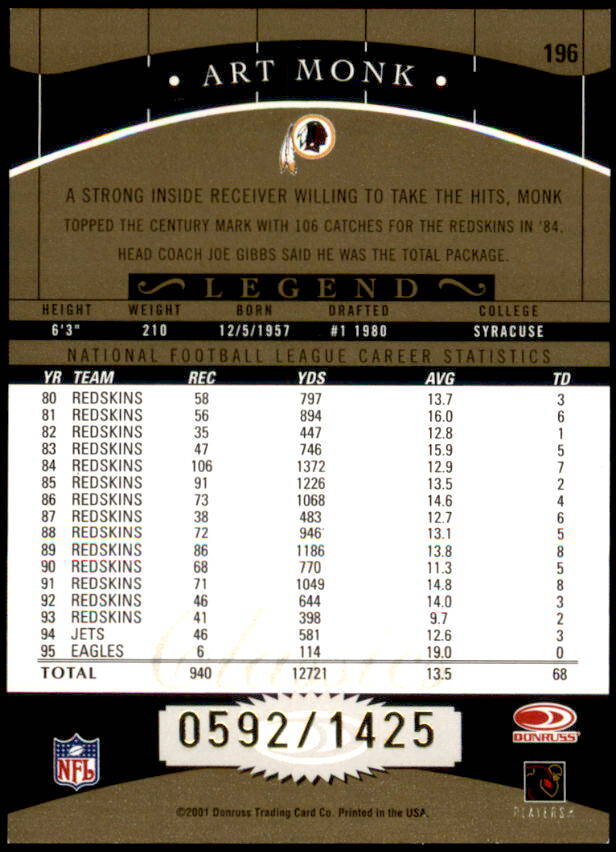 196
• ART MONK •
A STRONG INSIDE RECEIVER WILLING TO TAKE THE HITS, MONK
TOPPED THE CENTURY MARK WITH 106 CATCHES FOR THE REDSKINS IN '84.
HEAD COACH JOE GIBBS SAID HE WAS THE TOTAL PACKAGE.
LEGEND
HEIGHT WEIGHT BORN DRAFTED COLLEGE
6'3" 210 12/5/1957 #1 1980 SYRACUSE
NATIONAL FOOTBALL LEAGUE CAREER STATISTICS
YR TEAM REC YDS AVG TD
80 REDSKINS 58 797 13.7 3
81 REDSKINS 56 894 16.0 6
82 REDSKINS 35 447 12.8 1
83 REDSKINS 47 746 15.9 5
84 REDSKINS 106 1372 12.9 7
85 REDSKINS 91 1226 13.5 2
86 REDSKINS 73 1068 14.6 4
87 REDSKINS 38 483 12.7 6
88 REDSKINS 72 946 13.1 5
89 REDSKINS 86 1186 13.8 8
90 REDSKINS 68 770 11.3 5
91 REDSKINS 71 1049 14.8 8
92 REDSKINS 46 644 14.0 3
93 REDSKINS 41 398 9.7 2
94 JETS 46 581 12.6 3
95 EAGLES 6 114 19.0 0
Classics
TOTAL 940 12721 13.5 68
0592/1425
DONRUSS
NFL
PLAYERS
©2001 Donruss Trading Card Co. Printed in the USA.